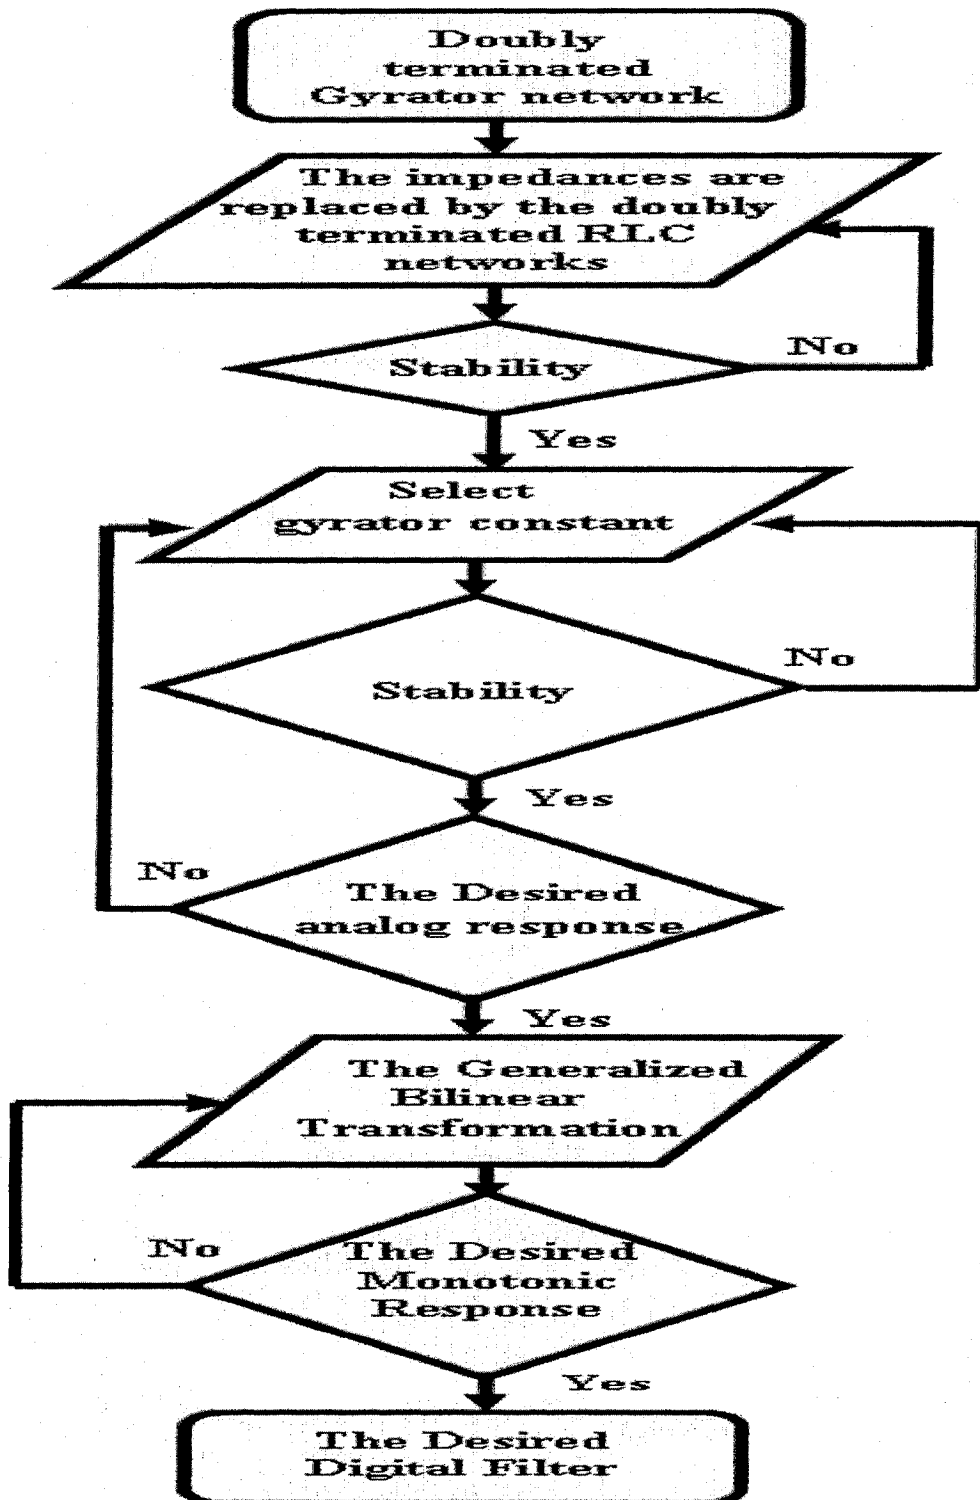 Doubly
terminated
Gyrator network
The impedances are
replaced by the doubly
terminated RLC
networks
No
Stability
Yes
Select
gyrator constant
No
Stability
Yes
No
The Desired
analog response
Yes
The Generalized
Bilinear
Transformation
No
The Desired
Monotonic
Response
Yes
The Desired
Digital Filter